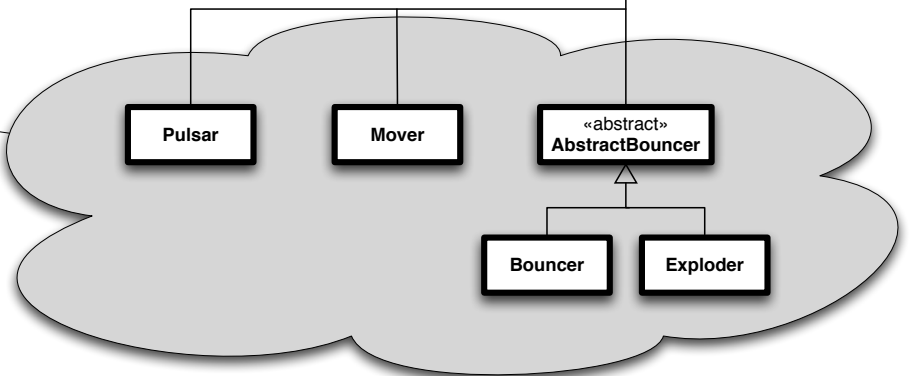 Pulsar
Mover
«abstract»
AbstractBouncer
Bouncer
Exploder